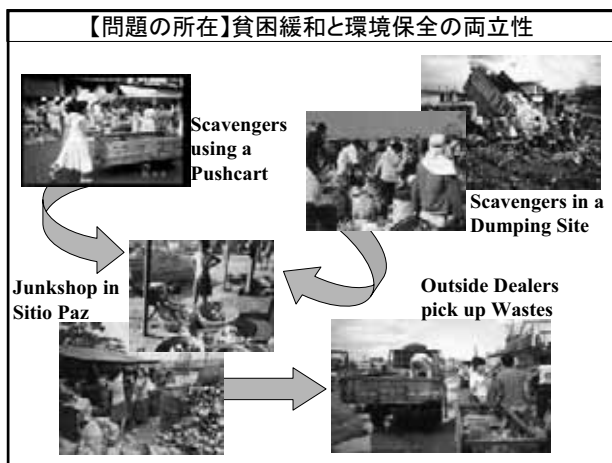 【問題の所在】貧困緩和と環境保全の両立性
Scavengers
using a
Pushcart
Scavengers in a
Dumping Site
Junkshop in
Sitio Paz
Outside Dealers
pick up Wastes